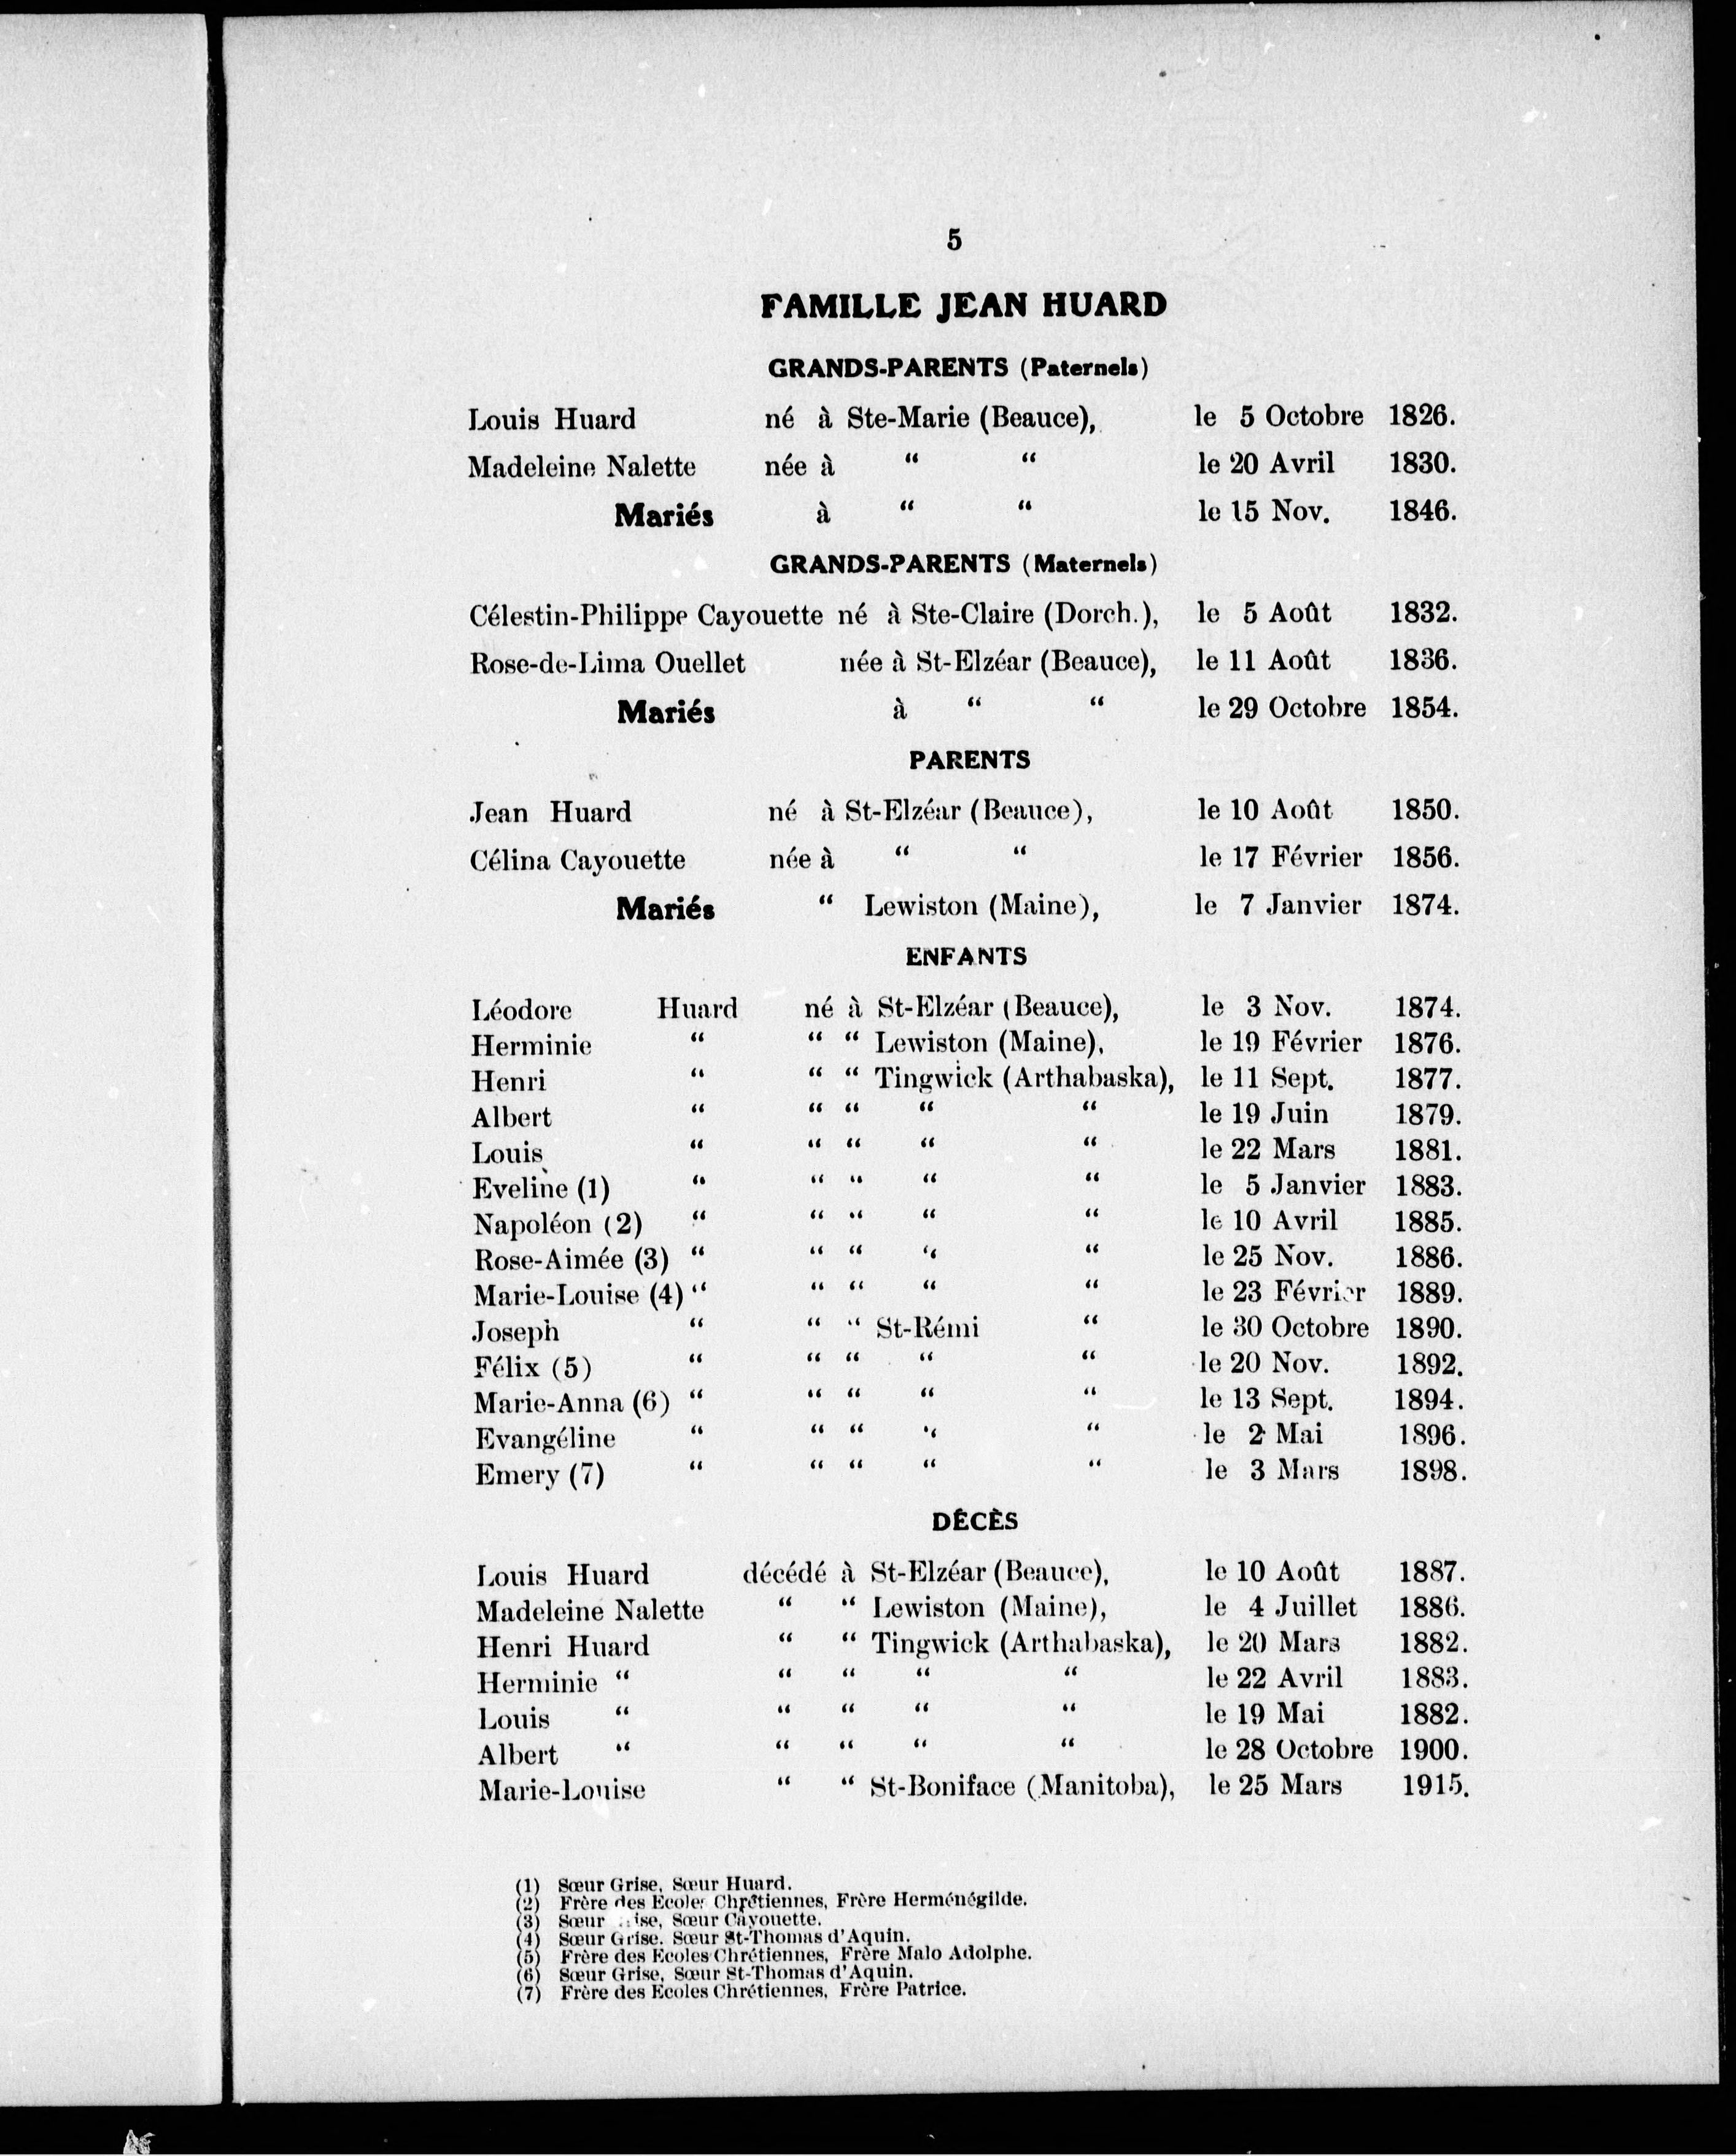 5
FAMILLE JEAN HUARD
GRANDS-PARENTS (Paternels)
Louis Huard né à Ste-Marie (Beauce), le 5 Octobre 1826.
Madeleine Nalette née à “ “ le 20 Avril 1830.
Mariés à “ “ le 15 Nov. 1846.
GRANDS-PARENTS (Maternels)
Célestin-Philippe Cayouette né à Ste-Claire (Dorch.), le 5 Août 1832.
Rose-de-Lima Ouellet née à St-Elzéar (Beauce), le 11 Août 1836.
Mariés à “ “ le 29 Octobre 1854.
PARENTS
Jean Huard né à St-Elzéar (Beauce), le 10 Août 1850.
Célina Cayouette née à “ “ le 17 Février 1856.
Mariés “ Lewiston (Maine), le 7 Janvier 1874.
ENFANTS
Léodore Huard né à St-Elzéar (Beauce), le 3 Nov. 1874.
Herminie “ “ “ Lewiston (Maine), le 19 Février 1876.
Henri “ “ “ Tingwick (Arthabaska), le 11 Sept. 1877.
Albert “ “ “ “ “ le 19 Juin 1879.
Louis “ “ “ “ “ le 22 Mars 1881.
Eveline (1) “ “ “ “ “ le 5 Janvier 1883.
Napoléon (2) “ “ “ “ “ le 10 Avril 1885.
Rose-Aimée (3) “ “ “ “ “ le 25 Nov. 1886.
Marie-Louise (4) “ “ “ “ “ le 23 Février 1889.
Joseph “ “ “ St-Rémi “ le 30 Octobre 1890.
Félix (5) “ “ “ “ “ le 20 Nov. 1892.
Marie-Anna (6) “ “ “ “ “ le 13 Sept. 1894.
Evangéline “ “ “ “ “ le 2 Mai 1896.
Emery (7) “ “ “ “ “ le 3 Mars 1898.
DÉCÈS
Louis Huard décédé à St-Elzéar (Beauce), le 10 Août 1887.
Madeleine Nalette “ “ Lewiston (Maine), le 4 Juillet 1886.
Henri Huard “ “ Tingwick (Arthabaska), le 20 Mars 1882.
Herminie “ “ “ “ “ le 22 Avril 1883.
Louis “ “ “ “ “ le 19 Mai 1882.
Albert “ “ “ “ “ le 28 Octobre 1900.
Marie-Louise “ “ St-Boniface (Manitoba), le 25 Mars 1915.
(1) Sœur Grise, Sœur Huard.
(2) Frère des Ecoles Chrétiennes, Frère Herménégilde.
(3) Sœur Sœur Cayouette.
(4) Sœur Grise. Sœur St-Thomas d'Aquin.
(5) Frère des Ecoles Chrétiennes, Frère Malo Adolphe.
(6) Sœur Grise, Sœur St-Thomas d'Aquin.
(7) Frère des Ecoles Chrétiennes, Frère Patrice.